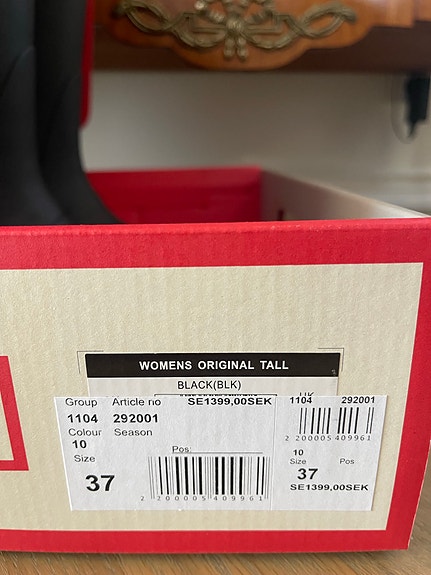 WOMENS ORIGINAL TALL
BLACK(BLK)
UK
Group Article no SE1399,00SEK
1104 292001
Colour Season
10
Size Pos:
37
2 200005 409961
1104 292001
2 200005 409961
10
Size Pos
37
SE1399,00SEK